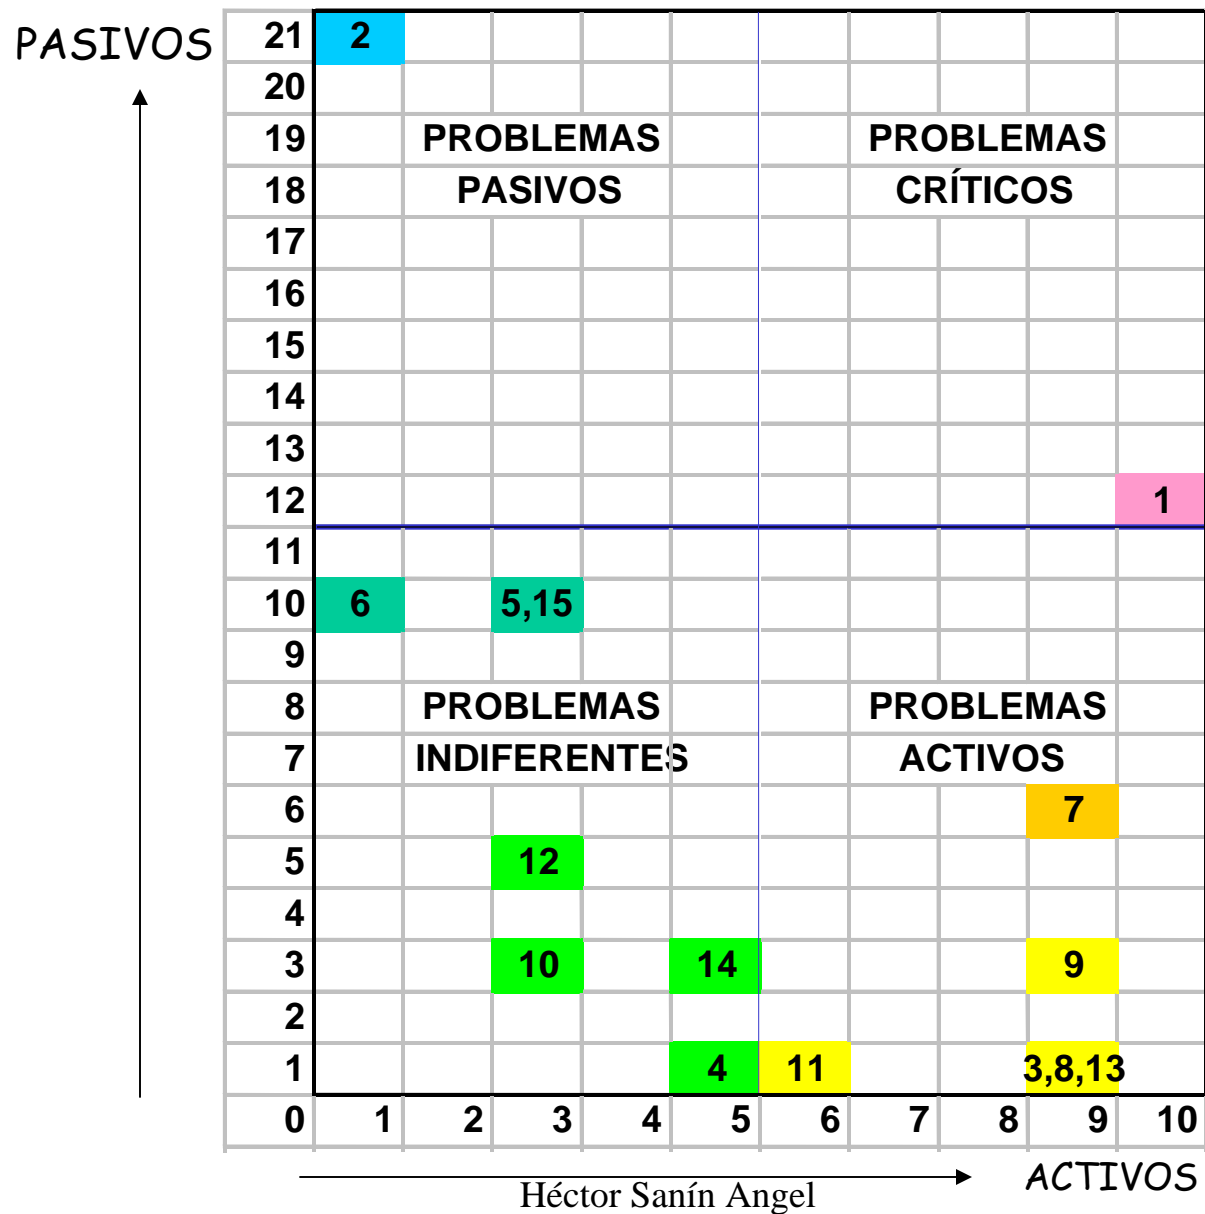 PASIVOS
21 2
20
19 PROBLEMAS PROBLEMAS
18 PASIVOS CRÍTICOS
17
16
15
14
13
12 1
11
10 6 5,15
9
8 PROBLEMAS PROBLEMAS
7 INDIFERENTES ACTIVOS
6 7
5 12
4
3 10 14 9
2
1 4 11 3,8,13
0 1 2 3 4 5 6 7 8 9 10
ACTIVOS
Héctor Sanín Angel